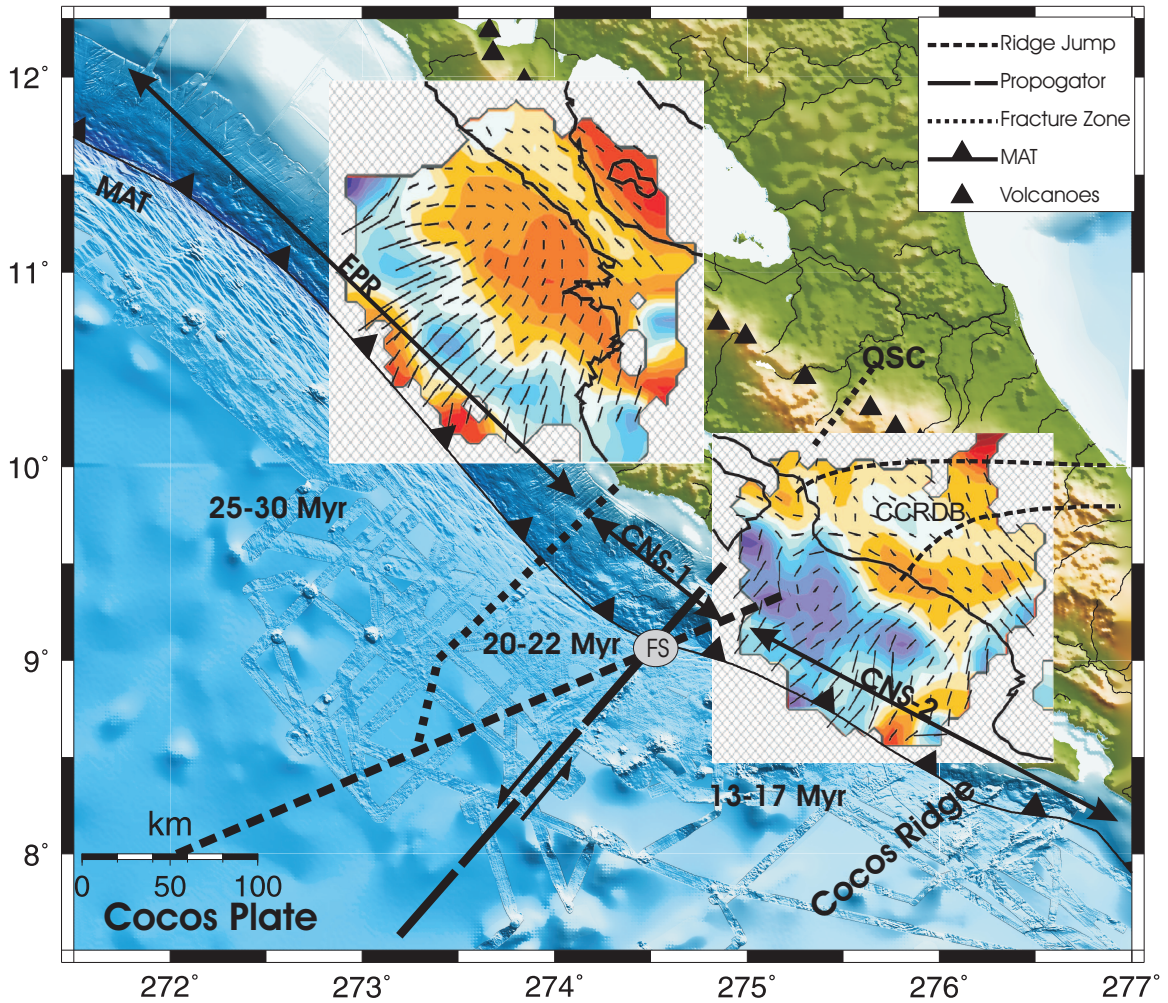 12°
11°
10°
9°
8°
Ridge Jump
Propogator
Fracture Zone
MAT
Volcanoes
MAT
EPR
QSC
25-30 Myr
CCRDB
CNS-1
20-22 Myr
FS
CNS-2
13-17 Myr
Cocos Ridge
km
0 50 100
Cocos Plate
272° 273° 274° 275° 276° 277°